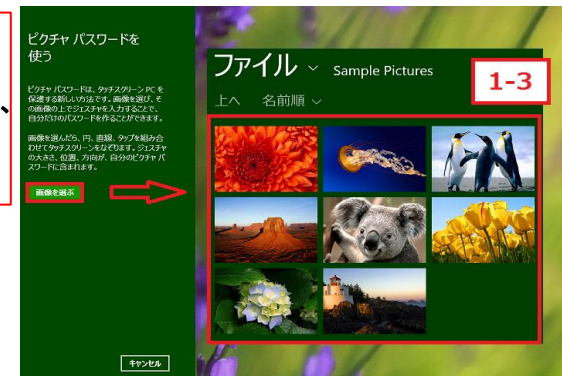 ピクチャ パスワードを
使う
ピクチャ パスワードは、タッチスクリーン PC を
保護する新しい方法です。画像を選び、そ
の画像の上でジェスチャを入力することで、
自分だけのパスワードを作ることができます。
画像を選んだら、円、直線、タップを組み合
わせてタッチスクリーンをなぞります。ジェスチャ
の大きさ、位置、方向が、自分のピクチャ パ
スワードに含まれます。
画像を選ぶ
キャンセル
ファイル Sample Pictures
1-3
上へ 名前順